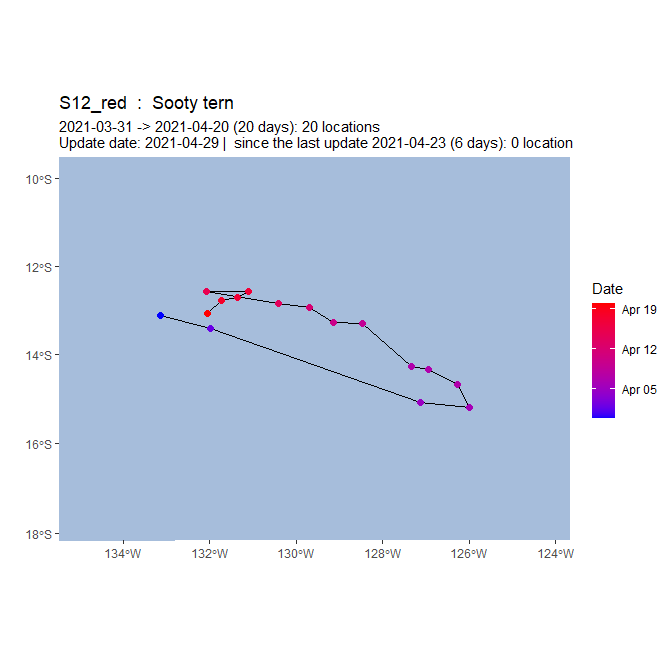 S12_red  :  Sooty tern
2021-03-31 -> 2021-04-20 (20 days): 20 locations
Update date: 2021-04-29 |  since the last update 2021-04-23 (6 days): 0 location
10°S
12°S
14°S
16°S
18°S
134°W
132°W
130°W
128°W
126°W
124°W
Date
Apr 19
Apr 12
Apr 05